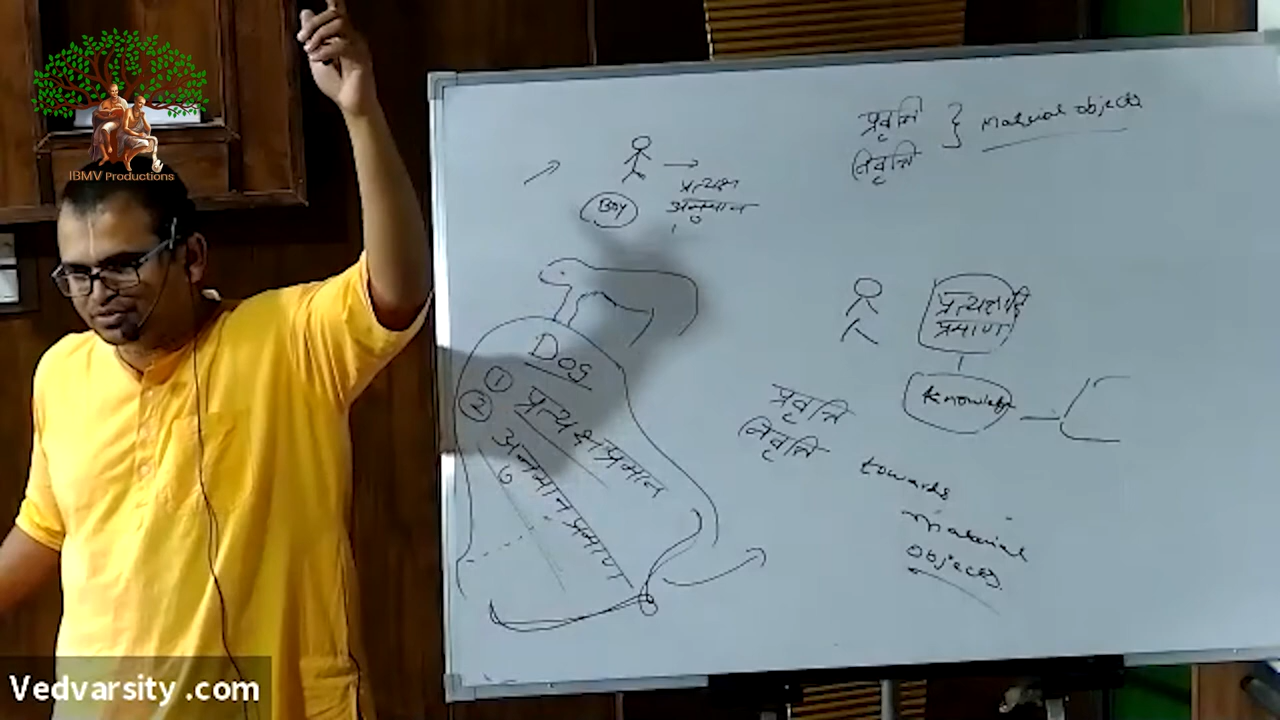 IBMV Productions
प्रवृत्ति
निवृत्ति
} Material objects
Boy
प्रत्यक्ष
अनुमान
Dog
① प्रत्यक्षप्रमान
② अनुमान प्रमाण
प्रत्यक्षादि
प्रमाण
प्रवृत्ति
निवृत्ति
towards
material
objects.
Vedvarsity .com